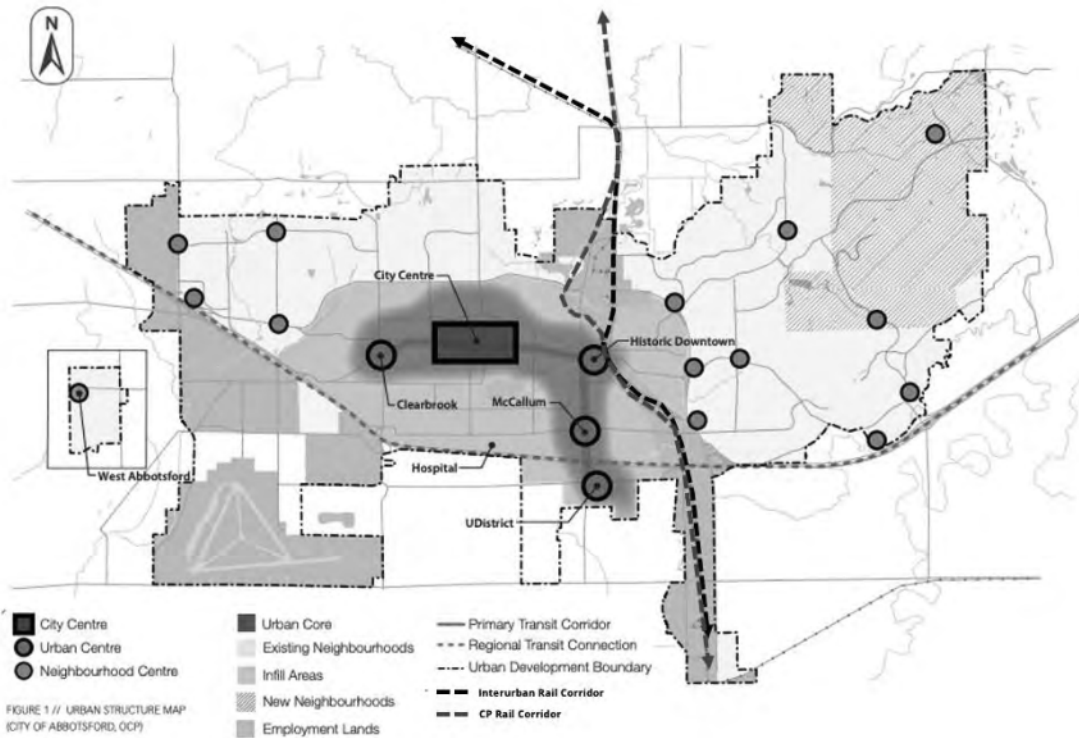 N
City Centre
Historic Downtown
Clearbrook
McCallum
West Abbotsford
Hospital
UDistrict
City Centre
Urban Centre
Neighbourhood Centre
Urban Core
Existing Neighbourhoods
Infill Areas
New Neighbourhoods
Employment Lands
Primary Transit Corridor
Regional Transit Connection
Urban Development Boundary
Interurban Rail Corridor
CP Rail Corridor
FIGURE 1 // URBAN STRUCTURE MAP
(CITY OF ABBOTSFORD, OCP)